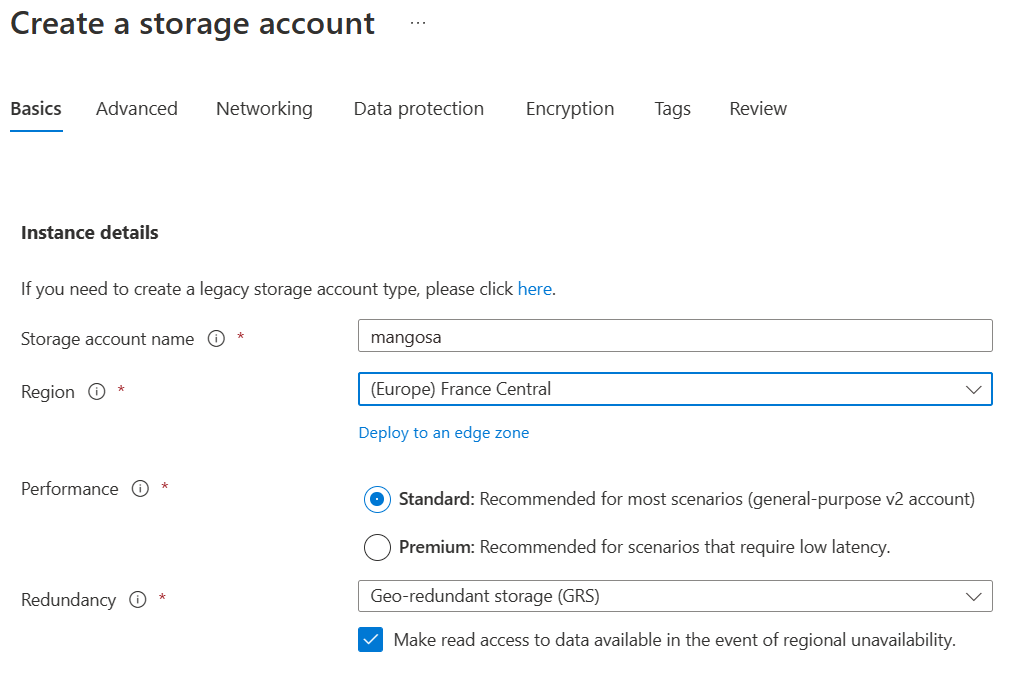 Create a storage account ...
Basics Advanced Networking Data protection Encryption Tags Review
Instance details
If you need to create a legacy storage account type, please click here.
Storage account name * mangosa
Region * (Europe) France Central
Deploy to an edge zone
Performance * Standard: Recommended for most scenarios (general-purpose v2 account)
Premium: Recommended for scenarios that require low latency.
Redundancy * Geo-redundant storage (GRS)
Make read access to data available in the event of regional unavailability.